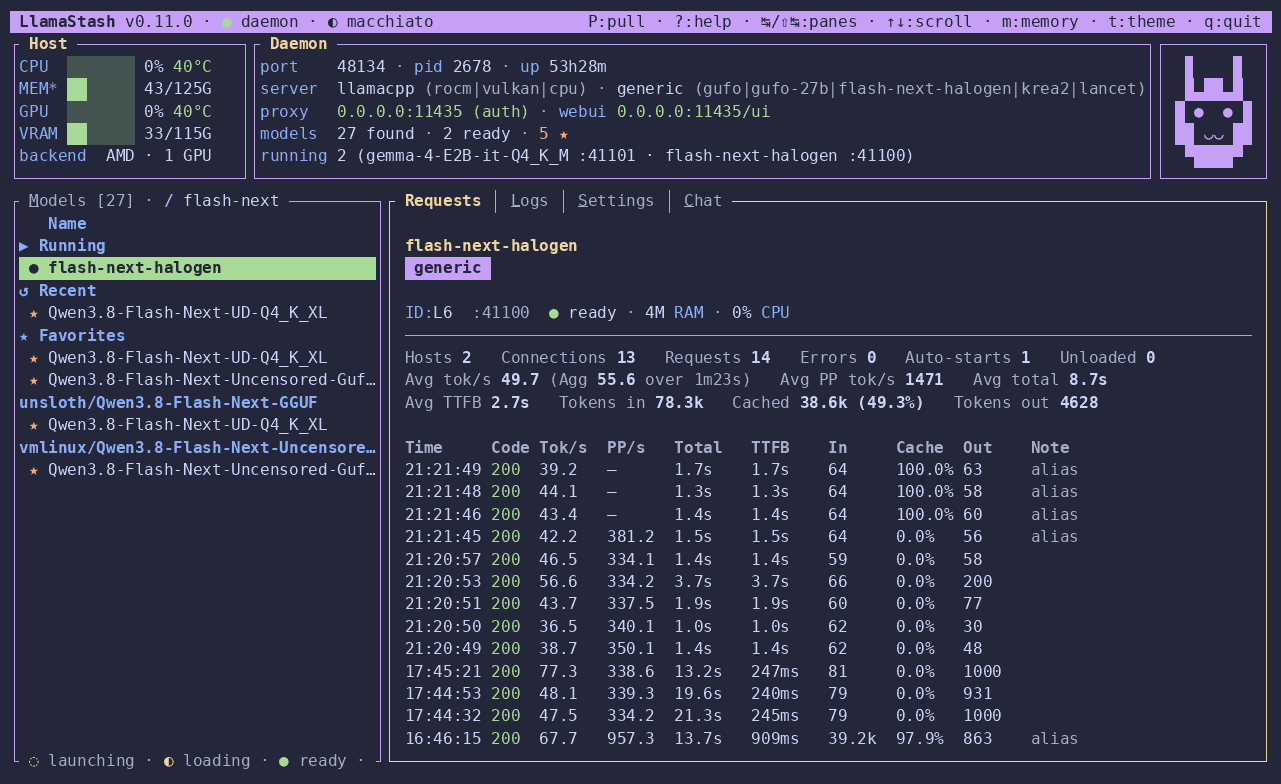 LlamaStash v0.11.0 · ● daemon · ◐ macchiato P:pull · ?:help · ↹/⇧↹:panes · ↑↓:scroll · m:memory · t:theme · q:quit
Host
CPU 0% 40°C
MEM* 43/125G
GPU 0% 40°C
VRAM 33/115G
backend AMD · 1 GPU
Daemon
port 48134 · pid 2678 · up 53h28m
server llamacpp (rocm|vulkan|cpu) · generic (gufo|gufo-27b|flash-next-halogen|krea2|lancet)
proxy 0.0.0.0:11435 (auth) · webui 0.0.0.0:11435/ui
models 27 found · 2 ready · 5 ★
running 2 (gemma-4-E2B-it-Q4_K_M :41101 · flash-next-halogen :41100)
Models [27] · / flash-next
Name
▶ Running
● flash-next-halogen
↺ Recent
★ Qwen3.8-Flash-Next-UD-Q4_K_XL
★ Favorites
★ Qwen3.8-Flash-Next-UD-Q4_K_XL
★ Qwen3.8-Flash-Next-Uncensored-Guf…
unsloth/Qwen3.8-Flash-Next-GGUF
★ Qwen3.8-Flash-Next-UD-Q4_K_XL
vmlinux/Qwen3.8-Flash-Next-Uncensore…
★ Qwen3.8-Flash-Next-Uncensored-Guf…
◌ launching · ◐ loading · ● ready ·
Requests │ Logs │ Settings │ Chat
flash-next-halogen
generic
ID:L6 :41100 ● ready · 4M RAM · 0% CPU
Hosts 2 Connections 13 Requests 14 Errors 0 Auto-starts 1 Unloaded 0
Avg tok/s 49.7 (Agg 55.6 over 1m23s) Avg PP tok/s 1471 Avg total 8.7s
Avg TTFB 2.7s Tokens in 78.3k Cached 38.6k (49.3%) Tokens out 4628
Time Code Tok/s PP/s Total TTFB In Cache Out Note
21:21:49 200 39.2 — 1.7s 1.7s 64 100.0% 63 alias
21:21:48 200 44.1 — 1.3s 1.3s 64 100.0% 58 alias
21:21:46 200 43.4 — 1.4s 1.4s 64 100.0% 60 alias
21:21:45 200 42.2 381.2 1.5s 1.5s 64 0.0% 56 alias
21:20:57 200 46.5 334.1 1.4s 1.4s 59 0.0% 58
21:20:53 200 56.6 334.2 3.7s 3.7s 66 0.0% 200
21:20:51 200 43.7 337.5 1.9s 1.9s 60 0.0% 77
21:20:50 200 36.5 340.1 1.0s 1.0s 62 0.0% 30
21:20:49 200 38.7 350.1 1.4s 1.4s 62 0.0% 48
17:45:21 200 77.3 338.6 13.2s 247ms 81 0.0% 1000
17:44:53 200 48.1 339.3 19.6s 240ms 79 0.0% 931
17:44:32 200 47.5 334.2 21.3s 245ms 79 0.0% 1000
16:46:15 200 67.7 957.3 13.7s 909ms 39.2k 97.9% 863 alias